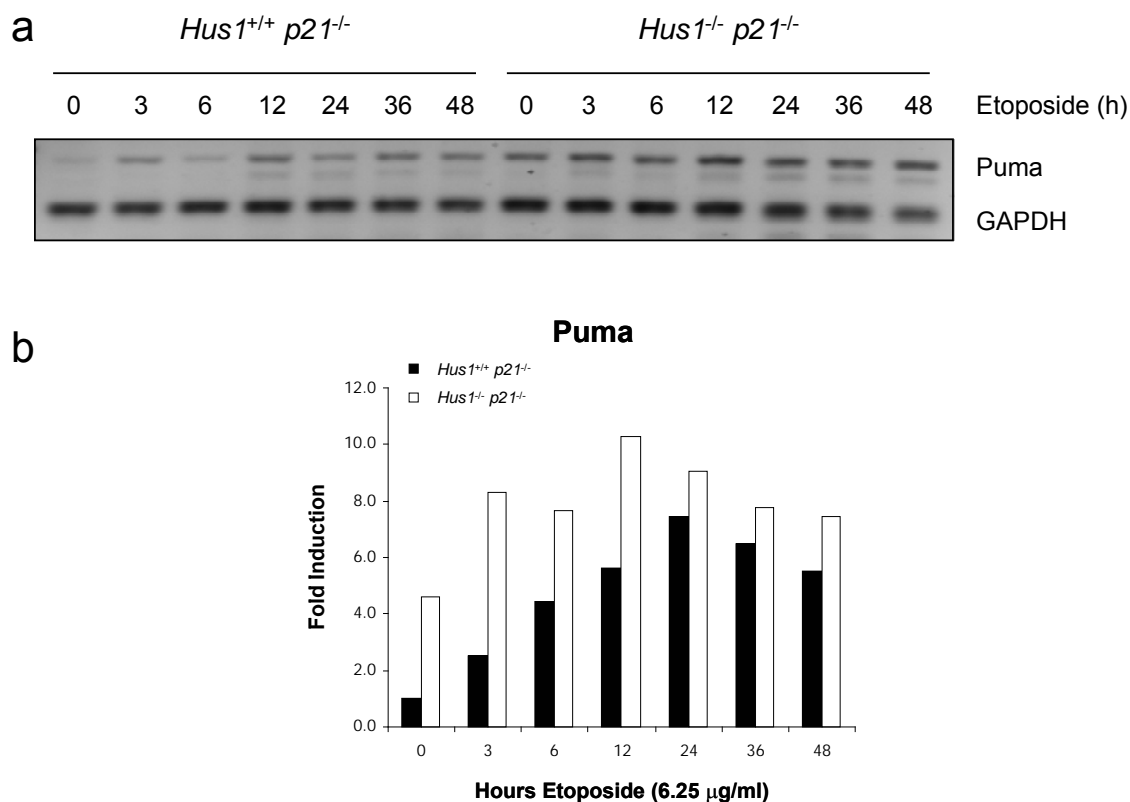 a
Hus1+/+ p21-/- Hus1-/- p21-/-
0 3 6 12 24 36 48 0 3 6 12 24 36 48 Etoposide (h)
Puma
GAPDH
b
Puma
Hus1+/+ p21-/-
Hus1-/- p21-/-
12.0
10.0
8.0
6.0
4.0
2.0
0.0
Fold Induction
0 3 6 12 24 36 48
Hours Etoposide (6.25 μg/ml)